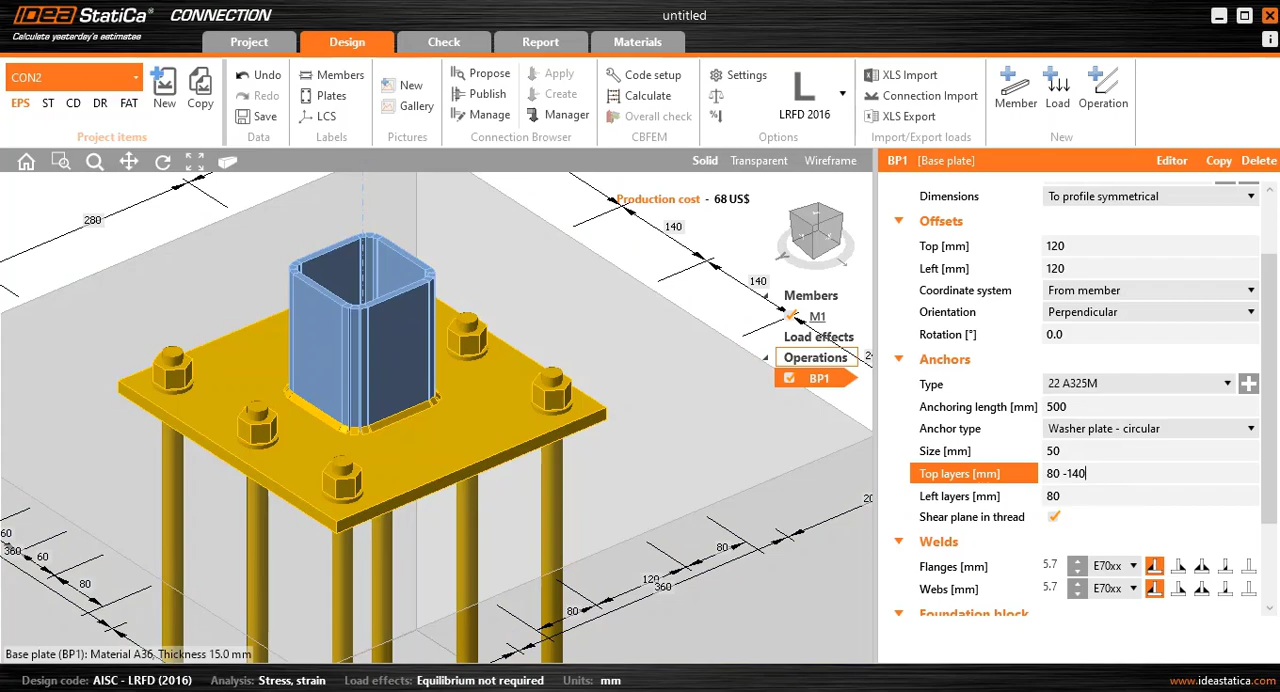 IDEA StatiCa® CONNECTION
Calculate yesterday's estimates
untitled
Project Design Check Report Materials
CON2
EPS ST CD DR FAT
New Copy
Project items
Undo
Redo
Save
Data
Members
Plates
LCS
Labels
New
Gallery
Pictures
Propose Apply
Publish Create
Manage Manager
Connection Browser
Code setup
Calculate
Overall check
CBFEM
Settings
LRFD 2016
Options
XLS Import
Connection Import
XLS Export
Import/Export loads
Member Load Operation
New
Solid Transparent Wireframe
BP1 [Base plate] Editor Copy Delete
Production cost - 68 US$
280
140
140
Members
M1
Load effects
Operations
BP1
60
360
60
80
80
120
360
80
20
Base plate (BP1): Material A36, Thickness 15.0 mm
Dimensions To profile symmetrical
Offsets
Top [mm] 120
Left [mm] 120
Coordinate system From member
Orientation Perpendicular
Rotation [°] 0.0
Anchors
Type 22 A325M
Anchoring length [mm] 500
Anchor type Washer plate - circular
Size [mm] 50
Top layers [mm] 80 -140
Left layers [mm] 80
Shear plane in thread
Welds
Flanges [mm] 5.7 E70xx
Webs [mm] 5.7 E70xx
Foundation block
Design code: AISC - LRFD (2016) Analysis: Stress, strain Load effects: Equilibrium not required Units: mm
www.ideastatica.com